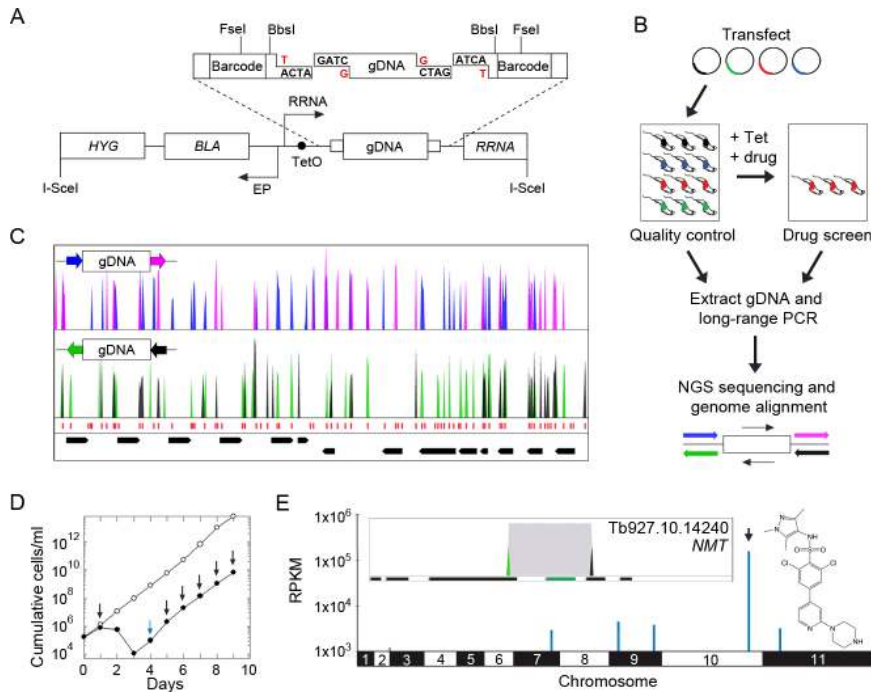 A
FseI BbsI BbsI FseI
Barcode T GATC gDNA G ATCA Barcode
ACTA G CTAG T
RRNA
HYG BLA TetO gDNA RRNA
I-SceI EP I-SceI
B
Transfect
+ Tet
+ drug
Quality control Drug screen
Extract gDNA and
long-range PCR
NGS sequencing and
genome alignment
C
gDNA
gDNA
D
Cumulative cells/ml
10^12
10^10
10^8
10^6
10^4
0 2 4 6 8 10
Days
E
RPKM
1x10^6
1x10^5
1x10^4
1x10^3
Tb927.10.14240
NMT
1 2 3 4 5 6 7 8 9 10 11
Chromosome
N
N
N
NH
O=S=O
Cl Cl
N
N
N
NH